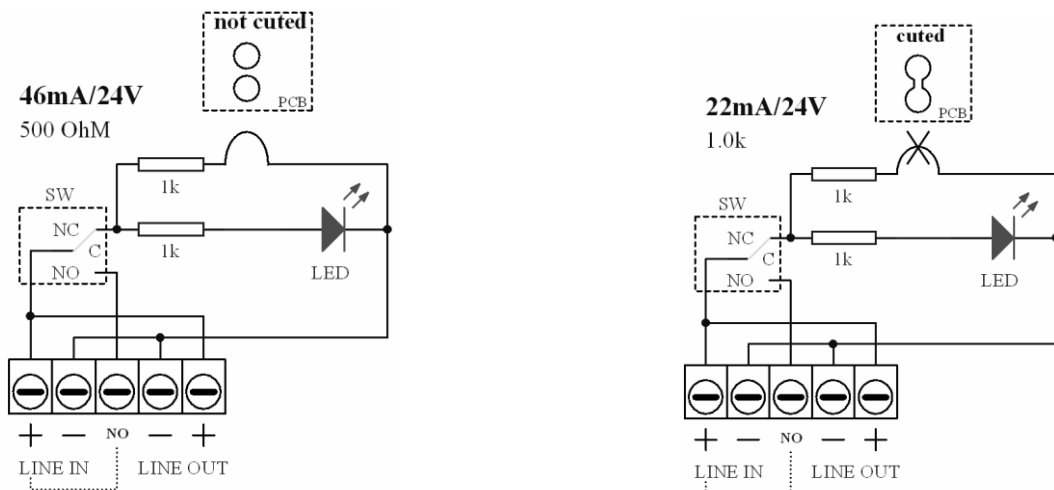 not cuted
PCB
46mA/24V
500 OhM
1k
SW
NC
C
NO
1k
LED
NO
LINE IN
LINE OUT
cuted
PCB
22mA/24V
1.0k
1k
SW
NC
C
NO
1k
LED
NO
LINE IN
LINE OUT